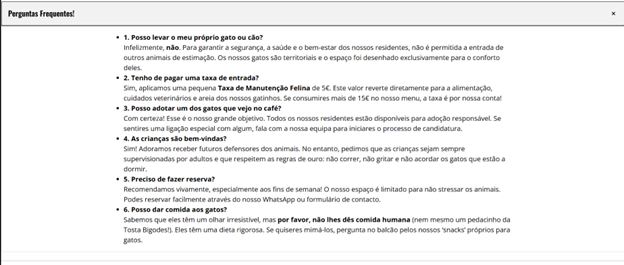 Perguntas Frequentes!
×
1. Posso levar o meu próprio gato ou cão?
Infelizmente, não. Para garantir a segurança, a saúde e o bem-estar dos nossos residentes, não é permitida a entrada de
outros animais de estimação. Os nossos gatos são territoriais e o espaço foi desenhado exclusivamente para o conforto
deles.
2. Tenho de pagar uma taxa de entrada?
Sim, aplicamos uma pequena Taxa de Manutenção Felina de 5€. Este valor reverte diretamente para a alimentação,
cuidados veterinários e areia dos nossos gatinhos. Se consumires mais de 15€ no nosso menu, a taxa é por nossa conta!
3. Posso adotar um dos gatos que vejo no café?
Com certeza! Esse é o nosso grande objetivo. Todos os nossos residentes estão disponíveis para adoção responsável. Se
sentires uma ligação especial com algum, fala com a nossa equipa para iniciares o processo de candidatura.
4. As crianças são bem-vindas?
Sim! Adoramos receber futuros defensores dos animais. No entanto, pedimos que as crianças sejam sempre
supervisionadas por adultos e que respeitem as regras de ouro: não correr, não gritar e não acordar os gatos que estão a
dormir.
5. Preciso de fazer reserva?
Recomendamos vivamente, especialmente aos fins de semana! O nosso espaço é limitado para não stressar os animais.
Podes reservar facilmente através do nosso WhatsApp ou formulário de contacto.
6. Posso dar comida aos gatos?
Sabemos que eles têm um olhar irresistível, mas por favor, não lhes dês comida humana (nem mesmo um pedacinho da
Tosta Bigodes!). Eles têm uma dieta rigorosa. Se quiseres mimá-los, pergunta no balcão pelos nossos 'snacks' próprios para
gatos.